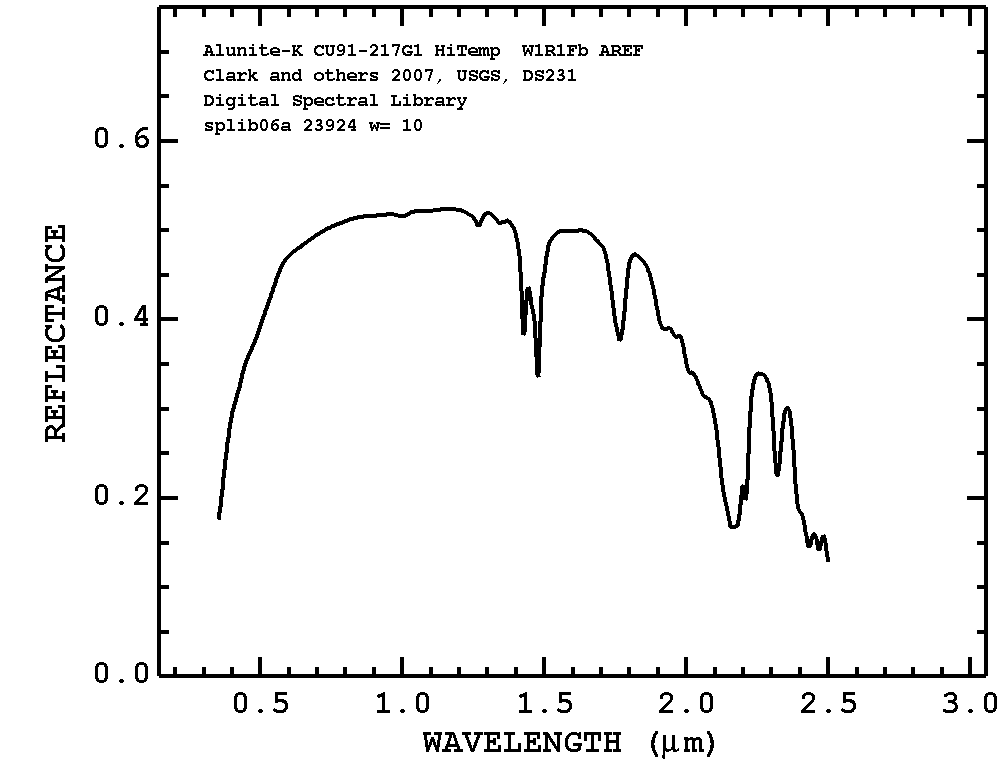 Alunite-K CU91-217G1 HiTemp  W1R1Fb AREF
Clark and others 2007, USGS, DS231
Digital Spectral Library
splib06a 23924 w= 10
REFLECTANCE
0.6
0.4
0.2
0.0
0.5 1.0 1.5 2.0 2.5 3.0
WAVELENGTH (μm)